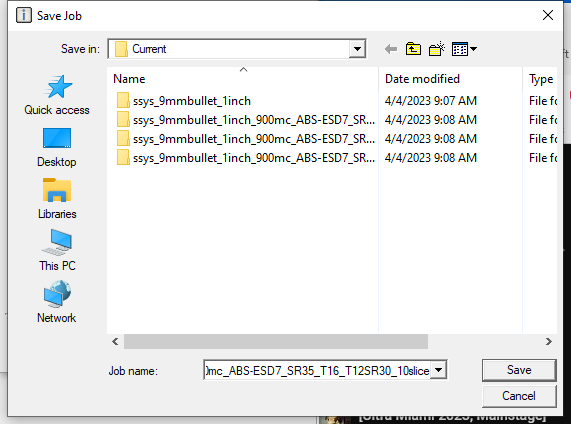 Save Job
Save in: Current
Name Date modified Type
ssys_9mmbullet_1inch 4/4/2023 9:07 AM File fo
ssys_9mmbullet_1inch_900mc_ABS-ESD7_SR... 4/4/2023 9:08 AM File fo
ssys_9mmbullet_1inch_900mc_ABS-ESD7_SR... 4/4/2023 9:08 AM File fo
ssys_9mmbullet_1inch_900mc_ABS-ESD7_SR... 4/4/2023 9:08 AM File fo
Quick access
Desktop
Libraries
This PC
Network
Job name: 0mc_ABS-ESD7_SR35_T16_T12SR30_10slice
Save
Cancel
[Ultra Miami 2023, Mainstage]